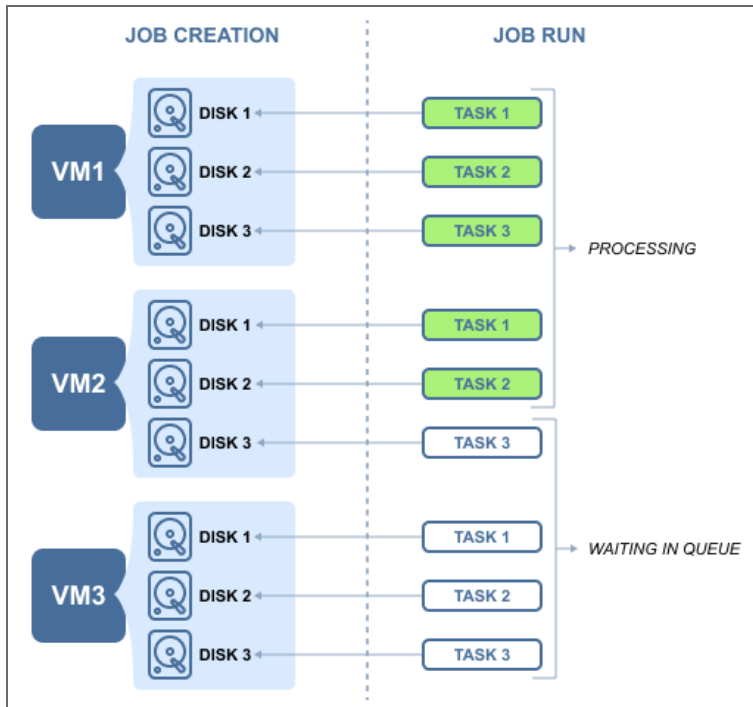 JOB CREATION
JOB RUN
VM1
DISK 1
TASK 1
DISK 2
TASK 2
DISK 3
TASK 3
PROCESSING
VM2
DISK 1
TASK 1
DISK 2
TASK 2
DISK 3
TASK 3
WAITING IN QUEUE
VM3
DISK 1
TASK 1
DISK 2
TASK 2
DISK 3
TASK 3